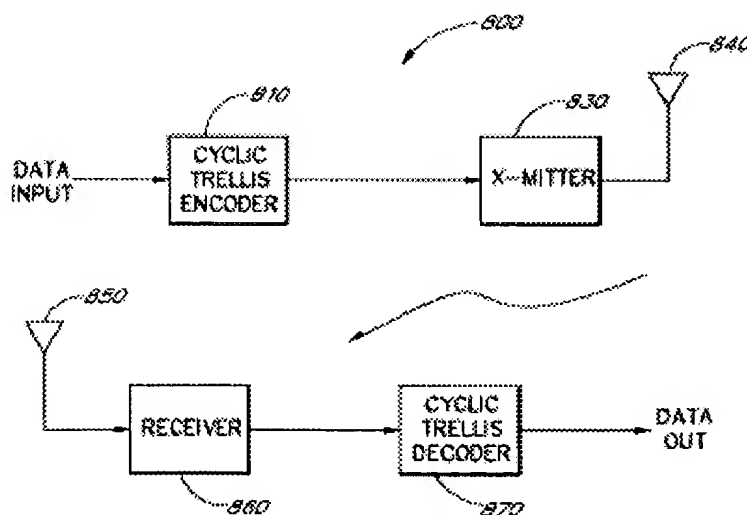 800
840
810
830
DATA
INPUT
CYCLIC
TRELLIS
ENCODER
X-MITTER
850
RECEIVER
CYCLIC
TRELLIS
DECODER
DATA
OUT
860
870